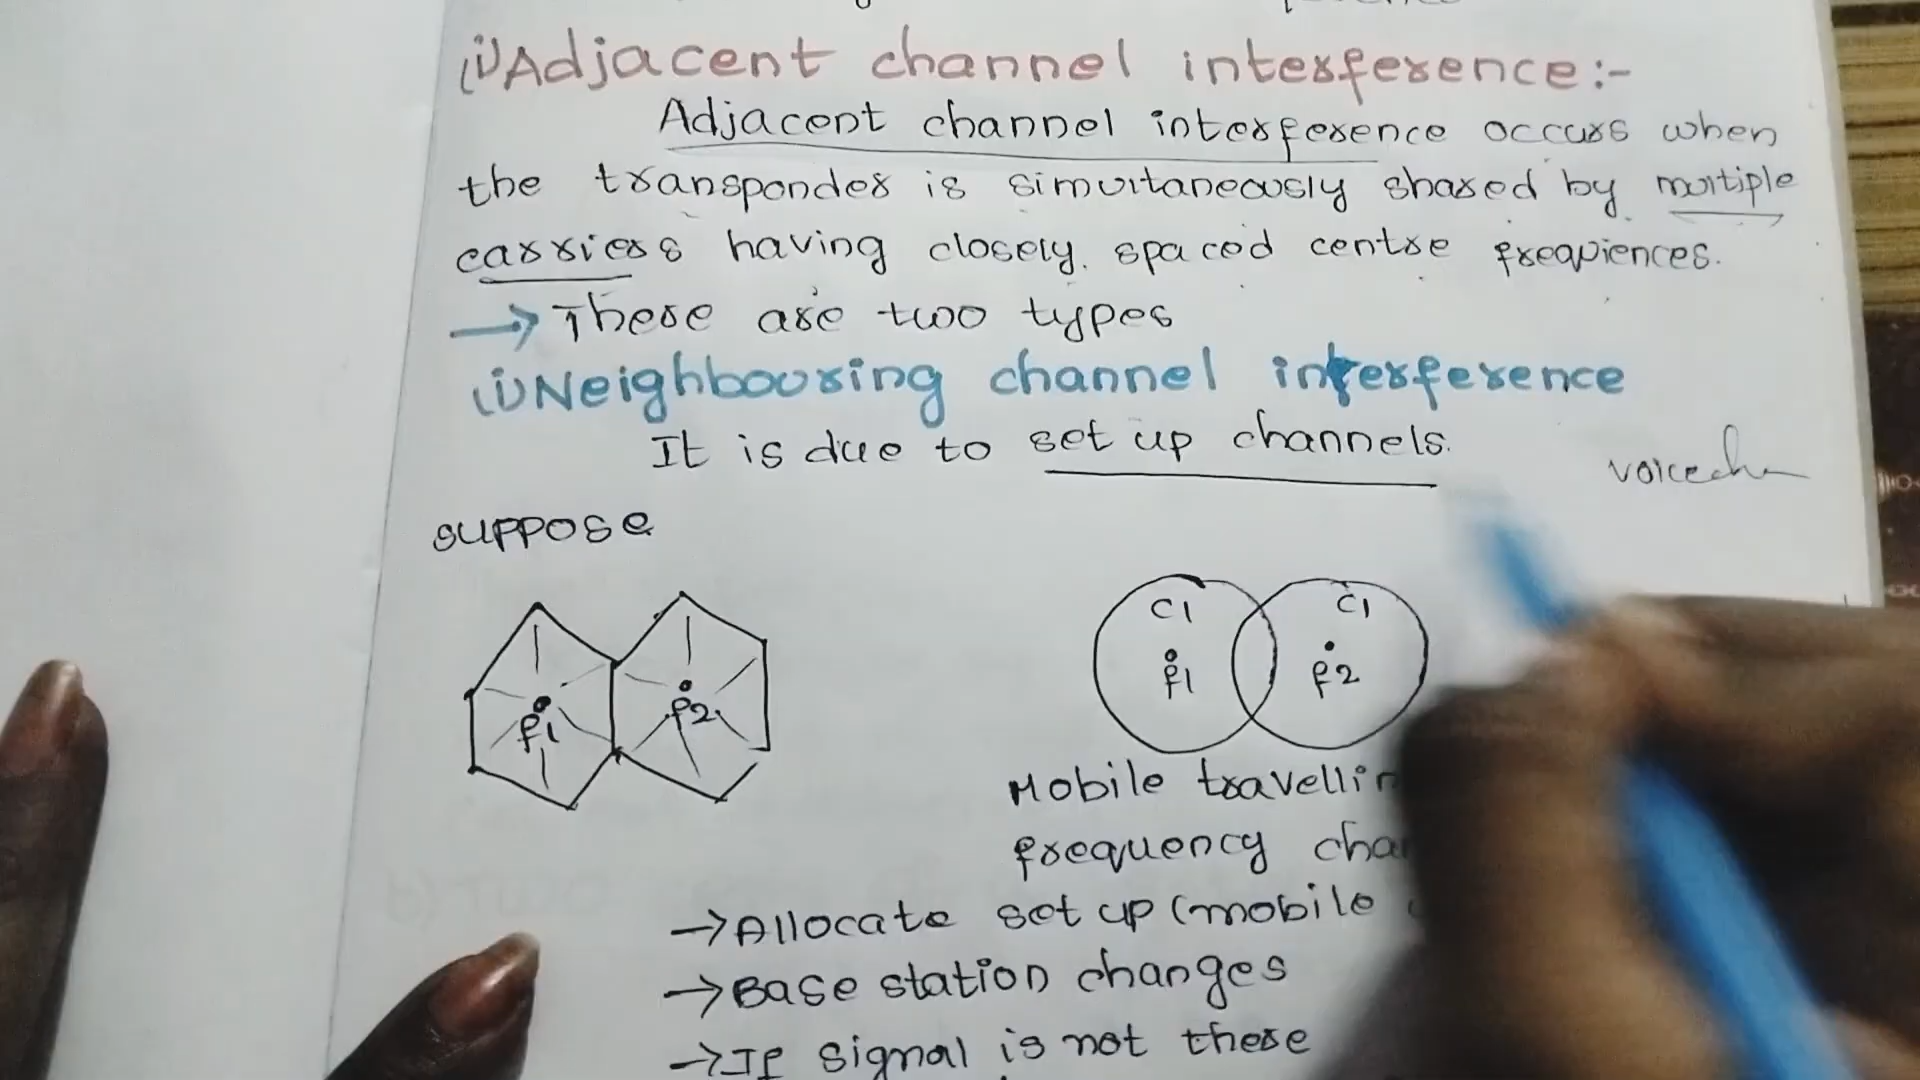 (i) Adjacent channel interference:-
Adjacent channel interference occurs when
the transponder is simultaneously shared by multiple
carriers having closely spaced centre frequiences.
→ There are two types
(i) Neighbouring channel interference
It is due to set up channels.
voice
suppose
C1 C1
f1 f2 f1 f2
Mobile travellin
frequency cha
→ Allocate set up (mobile
→ Base station changes
→ If signal is not there